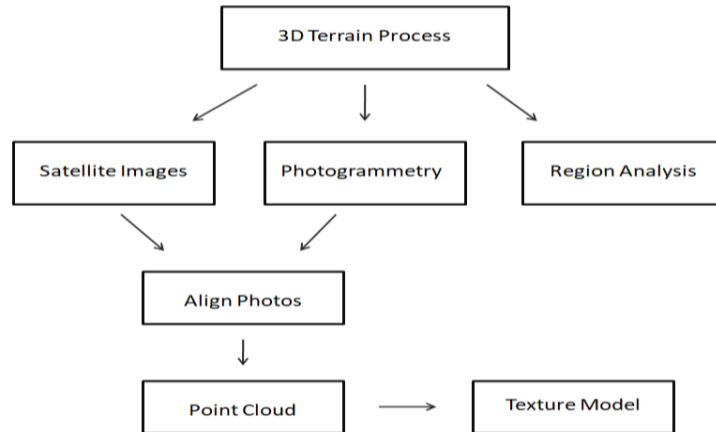 3D Terrain Process
Satellite Images
Photogrammetry
Region Analysis
Align Photos
Point Cloud
Texture Model